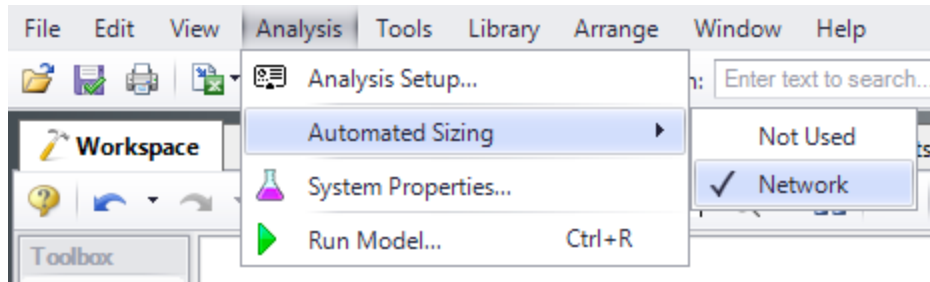 File Edit View Analysis Tools Library Arrange Window Help
Analysis Setup...
Enter text to search...
Automated Sizing
Not Used
Workspace
System Properties...
Network
Run Model... Ctrl+R
Toolbox